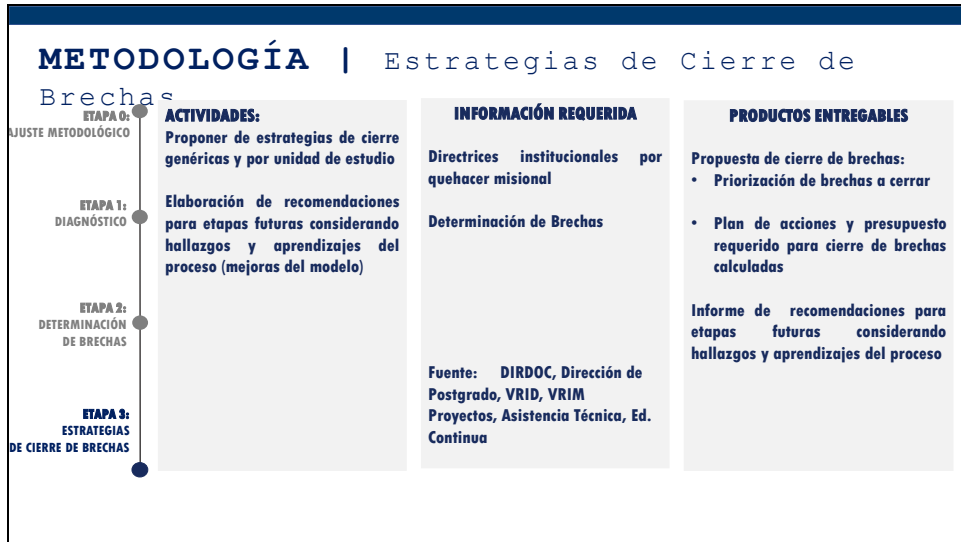 METODOLOGÍA | Estrategias de Cierre de
Brechas
ETAPA 0:
AJUSTE METODOLÓGICO
ETAPA 1:
DIAGNÓSTICO
ETAPA 2:
DETERMINACIÓN
DE BRECHAS
ETAPA 3:
ESTRATEGIAS
DE CIERRE DE BRECHAS
ACTIVIDADES:
Proponer de estrategias de cierre
genéricas y por unidad de estudio
Elaboración de recomendaciones
para etapas futuras considerando
hallazgos y aprendizajes del
proceso (mejoras del modelo)
INFORMACIÓN REQUERIDA
Directrices institucionales por
quehacer misional
Determinación de Brechas
Fuente: DIRDOC, Dirección de
Postgrado, VRID, VRIM
Proyectos, Asistencia Técnica, Ed.
Continua
PRODUCTOS ENTREGABLES
Propuesta de cierre de brechas:
• Priorización de brechas a cerrar
• Plan de acciones y presupuesto
requerido para cierre de brechas
calculadas
Informe de recomendaciones para
etapas futuras considerando
hallazgos y aprendizajes del proceso